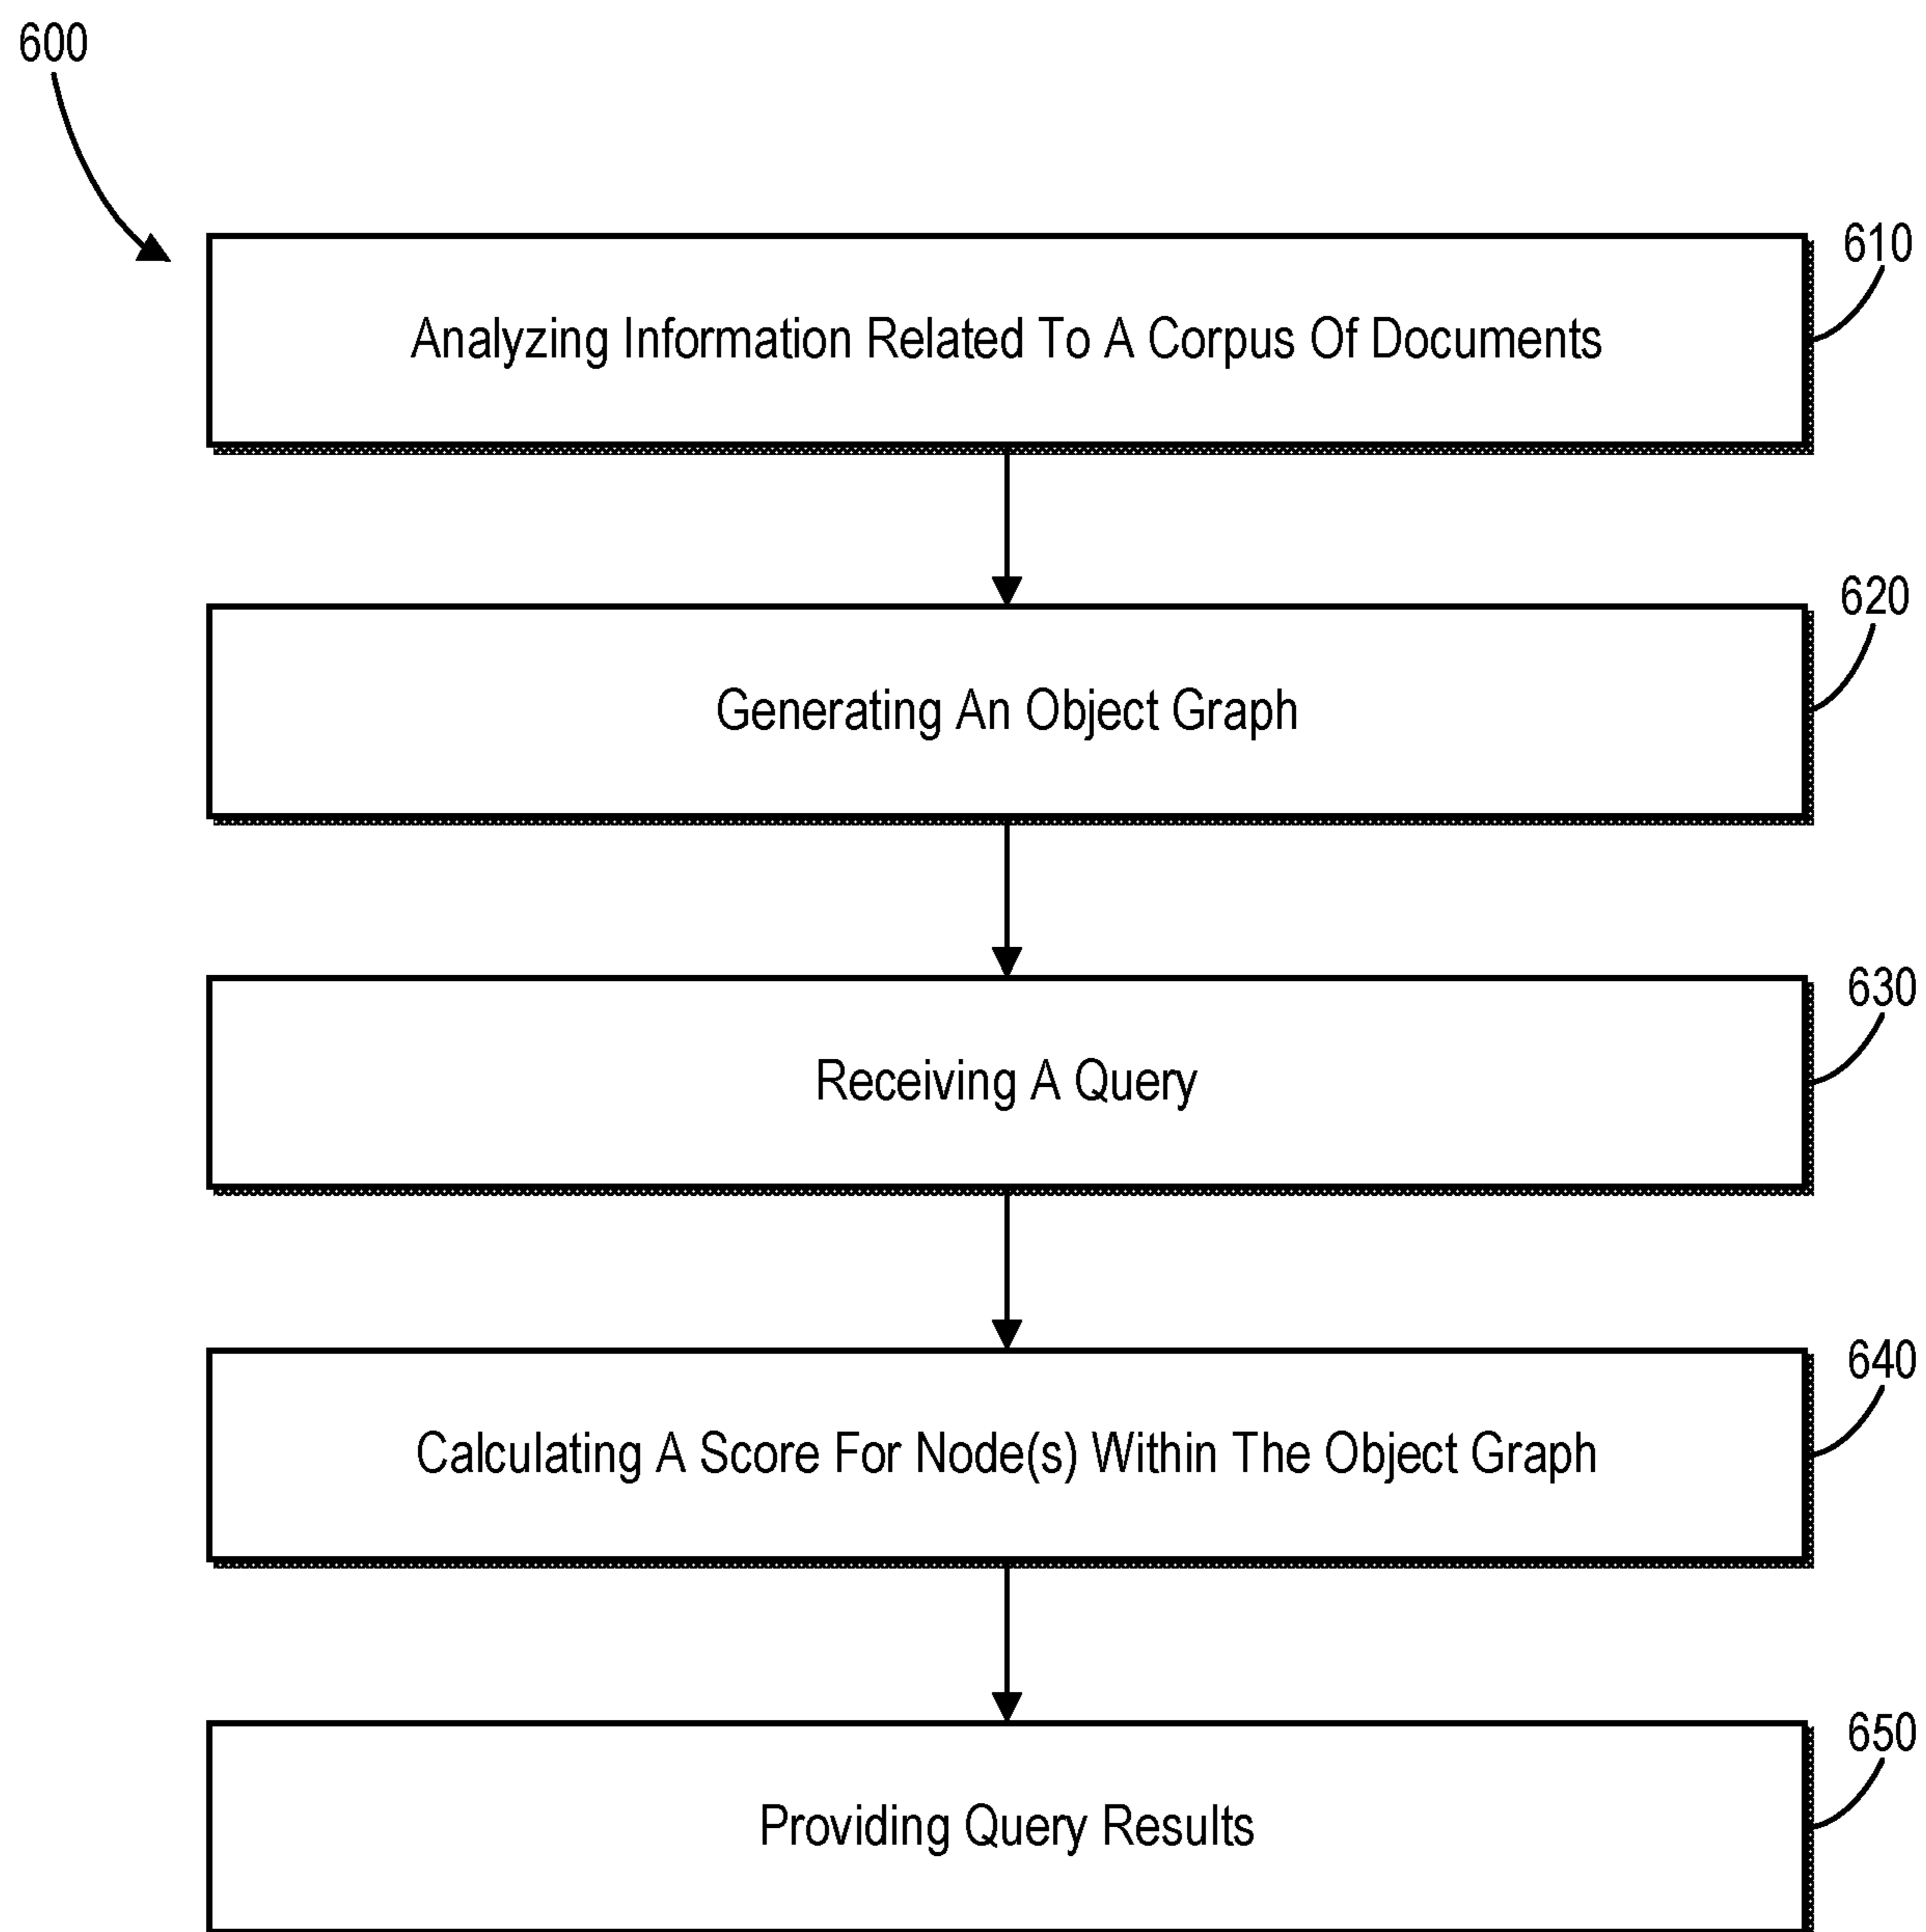 600
610
Analyzing Information Related To A Corpus Of Documents
620
Generating An Object Graph
630
Receiving A Query
640
Calculating A Score For Node(s) Within The Object Graph
650
Providing Query Results